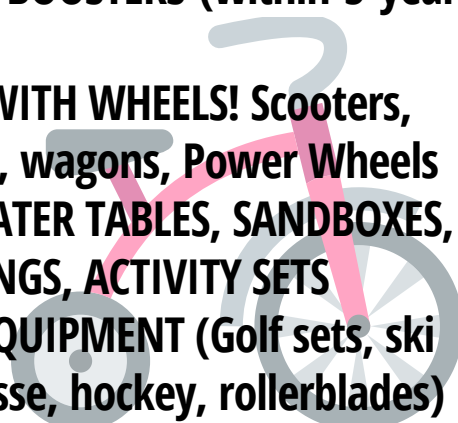 BOOSTERS (within 5 year
WITH WHEELS! Scooters,
, wagons, Power Wheels
ATER TABLES, SANDBOXES,
NGS, ACTIVITY SETS
QUIPMENT (Golf sets, ski
sse, hockey, rollerblades)